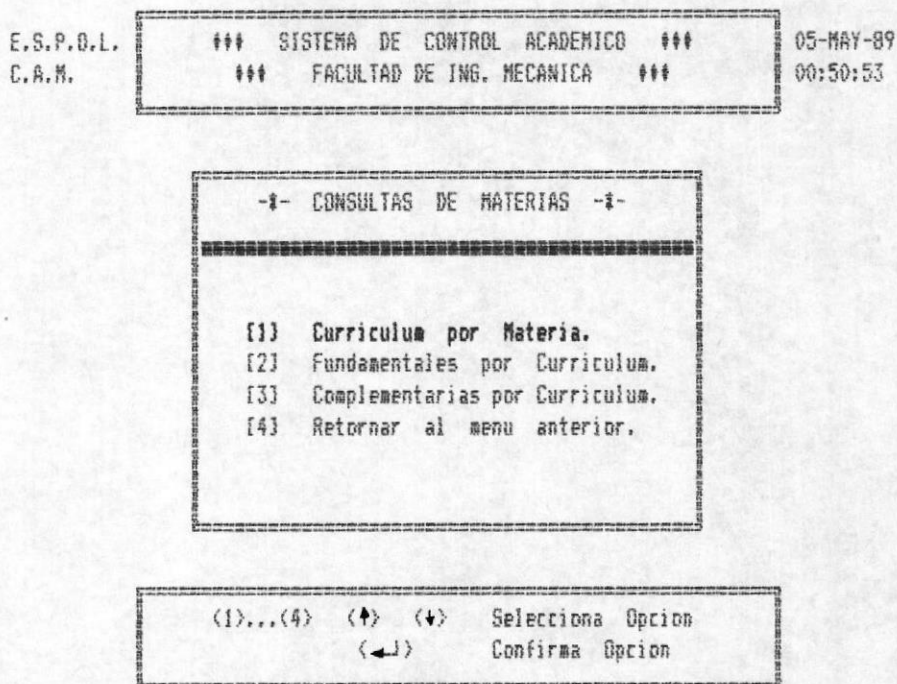 E.S.P.O.L. ♦♦♦ SISTEMA DE CONTROL ACADEMICO ♦♦♦ 05-MAY-89
C.A.M. ♦♦♦ FACULTAD DE ING. MECANICA ♦♦♦ 00:50:53
-*- CONSULTAS DE MATERIAS -*-
[1] Curriculum por Materia.
[2] Fundamentales por Curriculum.
[3] Complementarias por Curriculum.
[4] Retornar al menu anterior.
<1>...<4> <↑> <↓> Selecciona Opcion
<↵> Confirma Opcion